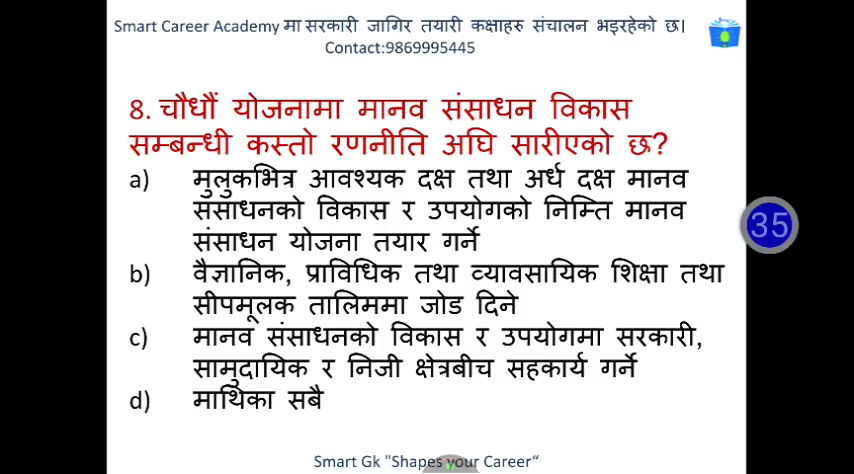 Smart Career Academy मा सरकारी जागिर तयारी कक्षाहरु संचालन भइरहेको छ।
Contact:9869995445
8. चौधौं योजनामा मानव संसाधन विकास
सम्बन्धी कस्तो रणनीति अघि सारीएको छ?
a) मुलुकभित्र आवश्यक दक्ष तथा अर्ध दक्ष मानव
संसाधनको विकास र उपयोगको निम्ति मानव
संसाधन योजना तयार गर्ने
b) वैज्ञानिक, प्राविधिक तथा व्यावसायिक शिक्षा तथा
सीपमूलक तालिममा जोड दिने
c) मानव संसाधनको विकास र उपयोगमा सरकारी,
सामुदायिक र निजी क्षेत्रबीच सहकार्य गर्ने
d) माथिका सबै
35
Smart Gk "Shapes your Career“